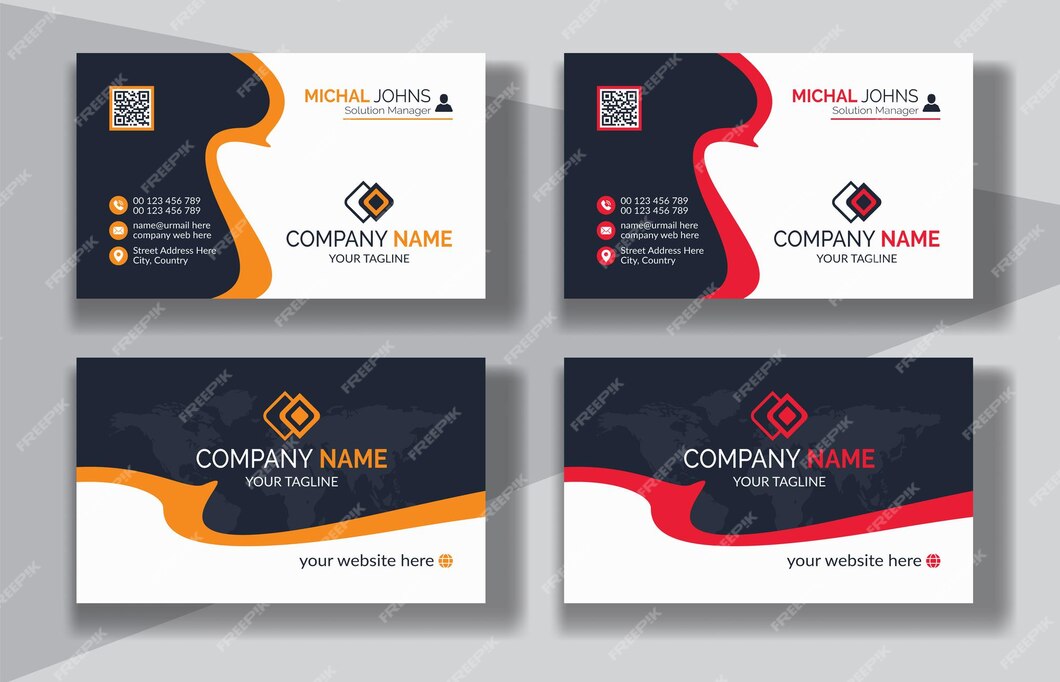 MICHAL JOHNS
Solution Manager
00 123 456 789
00 123 456 789
name@urmail here
company web here
Street Address Here
City, Country
COMPANY NAME
YOUR TAGLINE
MICHAL JOHNS
Solution Manager
00 123 456 789
00 123 456 789
name@urmail here
company web here
Street Address Here
City, Country
COMPANY NAME
YOUR TAGLINE
COMPANY NAME
YOUR TAGLINE
your website here
COMPANY NAME
YOUR TAGLINE
your website here
FREEPIK